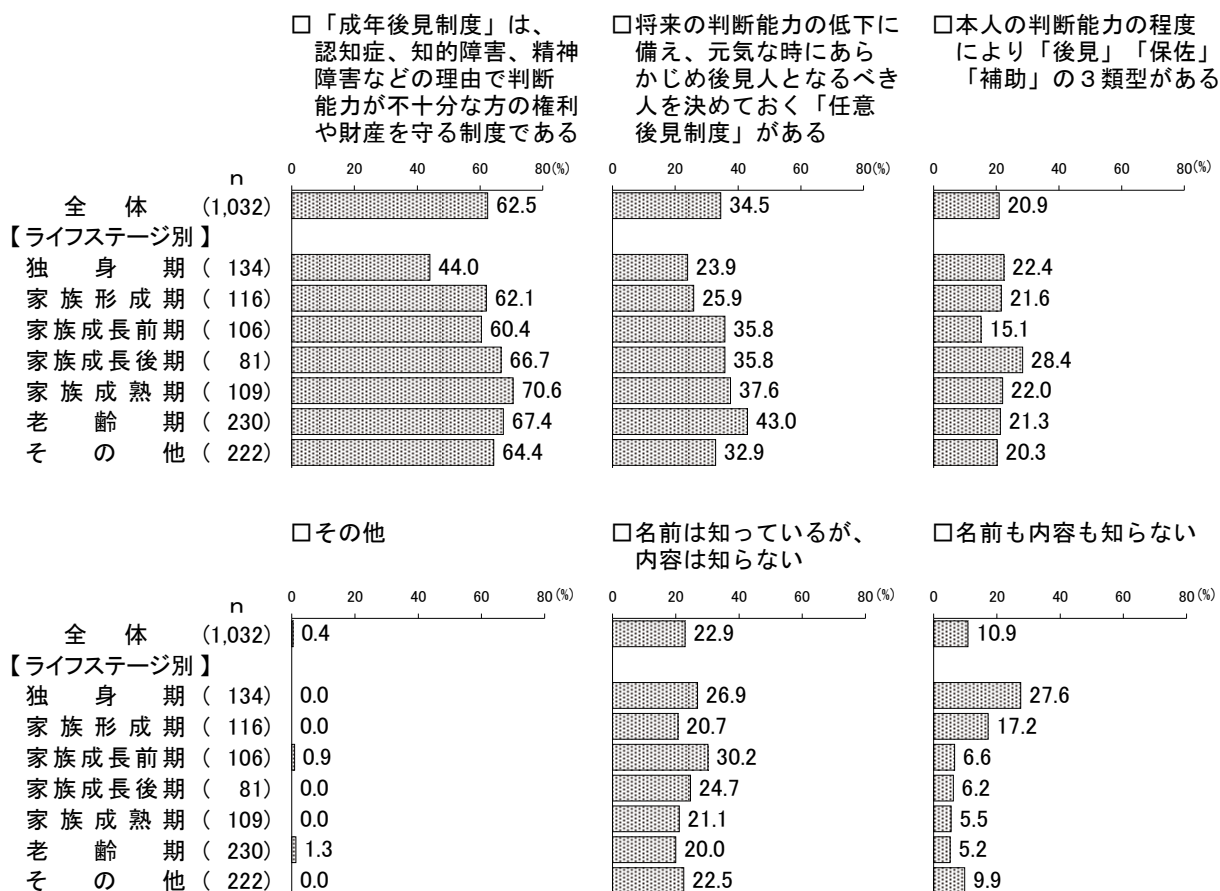 □「成年後見制度」は、
認知症、知的障害、精神
障害などの理由で判断
能力が不十分な方の権利
や財産を守る制度である
□将来の判断能力の低下に
備え、元気な時にあら
かじめ後見人となるべき
人を決めておく「任意
後見制度」がある
□本人の判断能力の程度
により「後見」「保佐」
「補助」の3類型がある
0 20 40 60 80(%) 0 20 40 60 80(%) 0 20 40 60 80(%)
n
全体 (1,032) 62.5 34.5 20.9
【ライフステージ別】
独身期 ( 134) 44.0 23.9 22.4
家族形成期 ( 116) 62.1 25.9 21.6
家族成長前期 ( 106) 60.4 35.8 15.1
家族成長後期 ( 81) 66.7 35.8 28.4
家族成熟期 ( 109) 70.6 37.6 22.0
老齢期 ( 230) 67.4 43.0 21.3
その他 ( 222) 64.4 32.9 20.3
□その他
□名前は知っているが、
内容は知らない
□名前も内容も知らない
0 20 40 60 80(%) 0 20 40 60 80(%) 0 20 40 60 80(%)
n
全体 (1,032) 0.4 22.9 10.9
【ライフステージ別】
独身期 ( 134) 0.0 26.9 27.6
家族形成期 ( 116) 0.0 20.7 17.2
家族成長前期 ( 106) 0.9 30.2 6.6
家族成長後期 ( 81) 0.0 24.7 6.2
家族成熟期 ( 109) 0.0 21.1 5.5
老齢期 ( 230) 1.3 20.0 5.2
その他 ( 222) 0.0 22.5 9.9